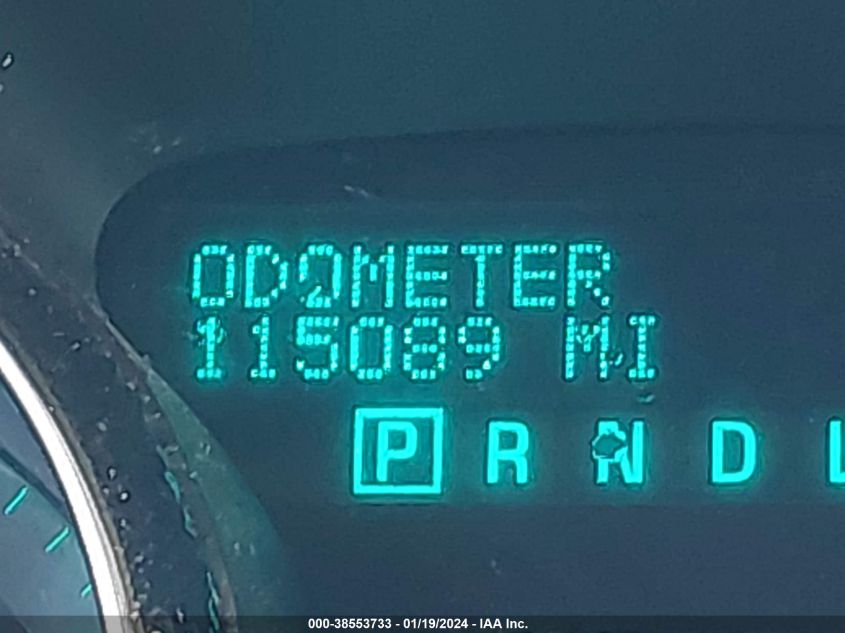 ODOMETER
115089 MI
P R N D L
000-38553733 - 01/19/2024 - IAA Inc.